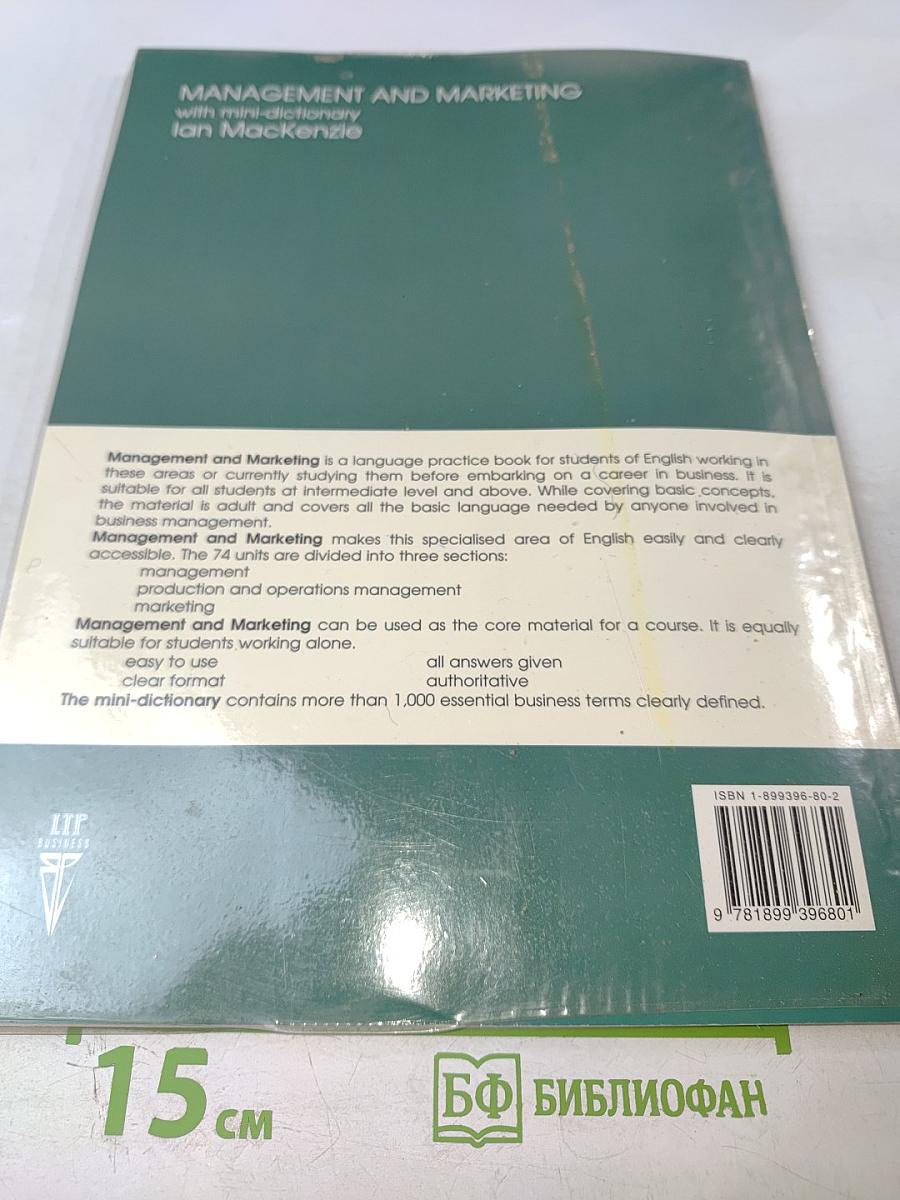 MANAGEMENT AND MARKETING
with mini-dictionary
Ian MacKenzie
Management and Marketing is a language practice book for students of English working in
these areas or currently studying them before embarking on a career in business. It is
suitable for all students at intermediate level and above. While covering basic concepts,
the material is adult and covers all the basic language needed by anyone involved in
business management.
Management and Marketing makes this specialised area of English easily and clearly
accessible. The 74 units are divided into three sections:
management
production and operations management
marketing
Management and Marketing can be used as the core material for a course. It is equally
suitable for students working alone.
easy to use all answers given
clear format authoritative
The mini-dictionary contains more than 1,000 essential business terms clearly defined.
ISBN 1-899396-80-2
9 781899 396801
LTP
BUSINESS
15 см
БФ БИБЛИОФАН